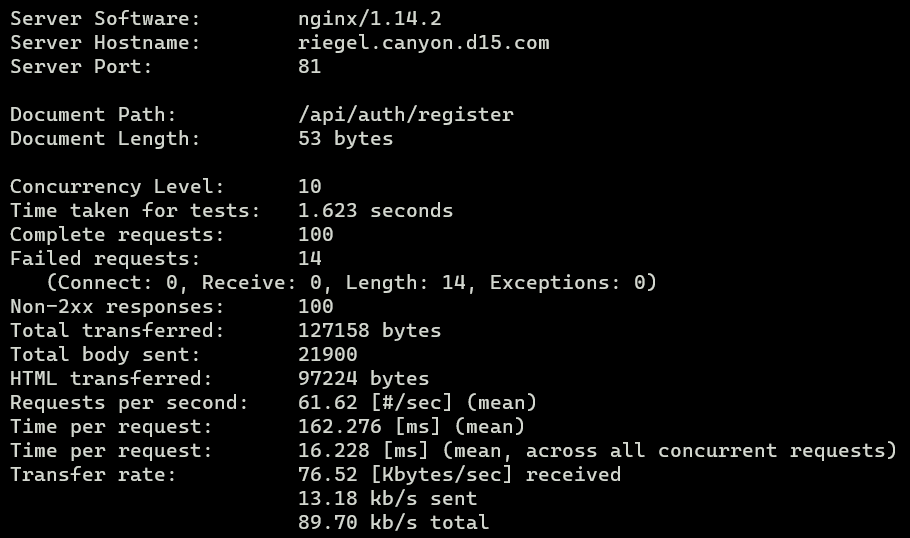 Server Software:        nginx/1.14.2
Server Hostname:        riegel.canyon.d15.com
Server Port:            81

Document Path:          /api/auth/register
Document Length:        53 bytes

Concurrency Level:      10
Time taken for tests:   1.623 seconds
Complete requests:      100
Failed requests:        14
   (Connect: 0, Receive: 0, Length: 14, Exceptions: 0)
Non-2xx responses:      100
Total transferred:      127158 bytes
Total body sent:        21900
HTML transferred:       97224 bytes
Requests per second:    61.62 [#/sec] (mean)
Time per request:       162.276 [ms] (mean)
Time per request:       16.228 [ms] (mean, across all concurrent requests)
Transfer rate:          76.52 [Kbytes/sec] received
                        13.18 kb/s sent
                        89.70 kb/s total